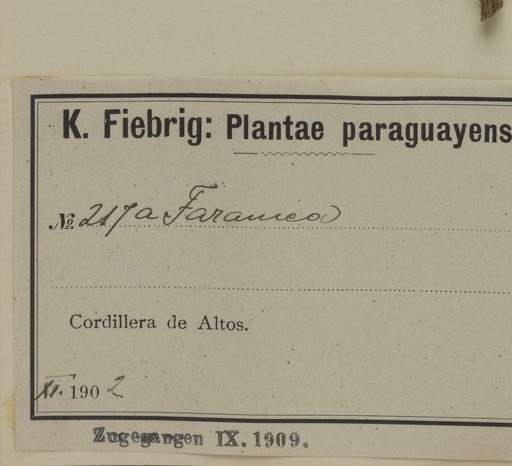 K. Fiebrig: Plantae paraguayens
No. 217a Faramea
Cordillera de Altos.
XI. 1902
Zugegangen IX. 1909.